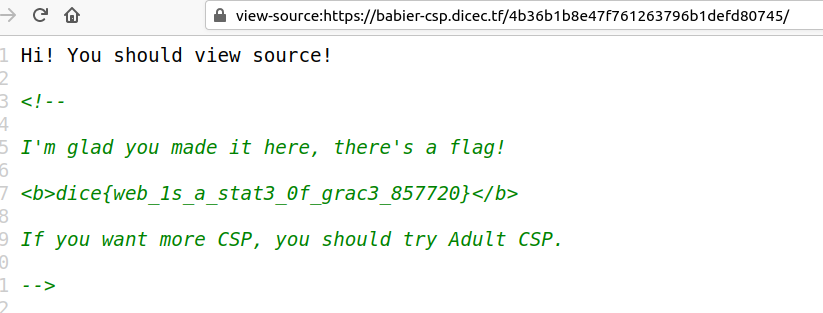 view-source:https://babier-csp.dicec.tf/4b36b1b8e47f761263796b1defd80745/
1 Hi! You should view source!
2
3 <!--
4
5 I'm glad you made it here, there's a flag!
6
7 <b>dice{web_1s_a_stat3_0f_grac3_857720}</b>
8
9 If you want more CSP, you should try Adult CSP.
0
1 -->
2